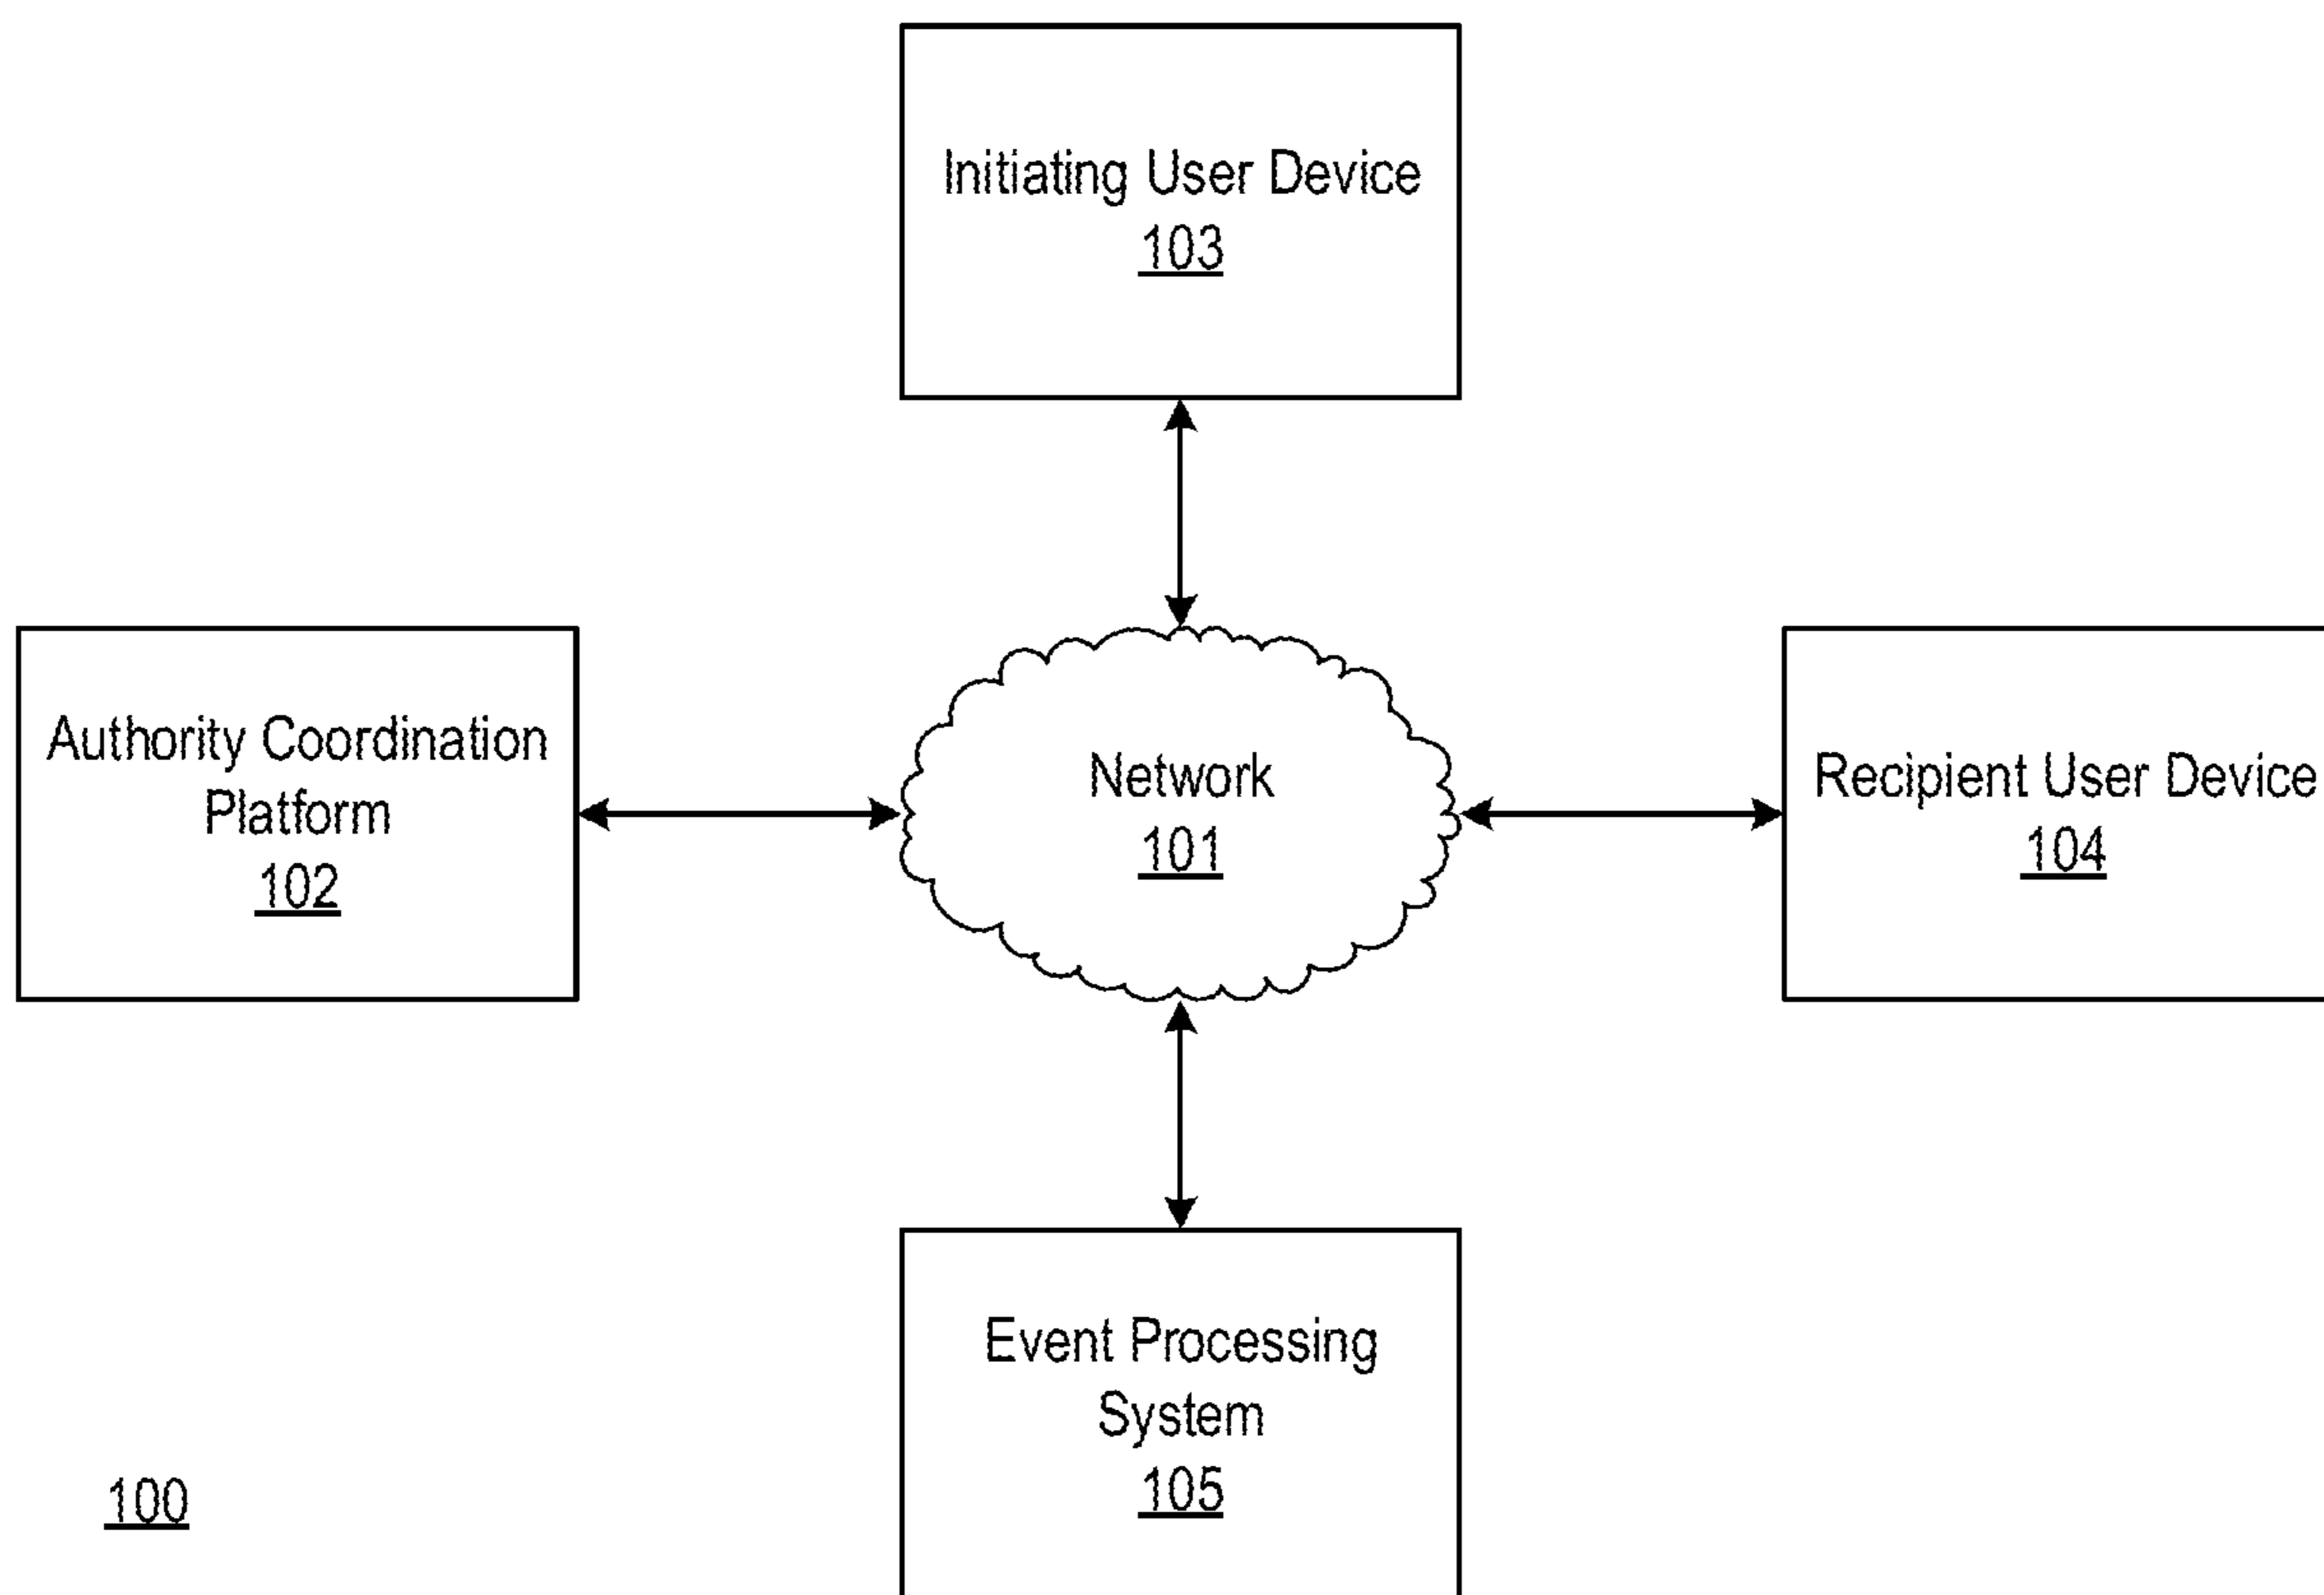 Initiating User Device
103
Authority Coordination
Platform
102
Network
101
Recipient User Device
104
Event Processing
System
105
100